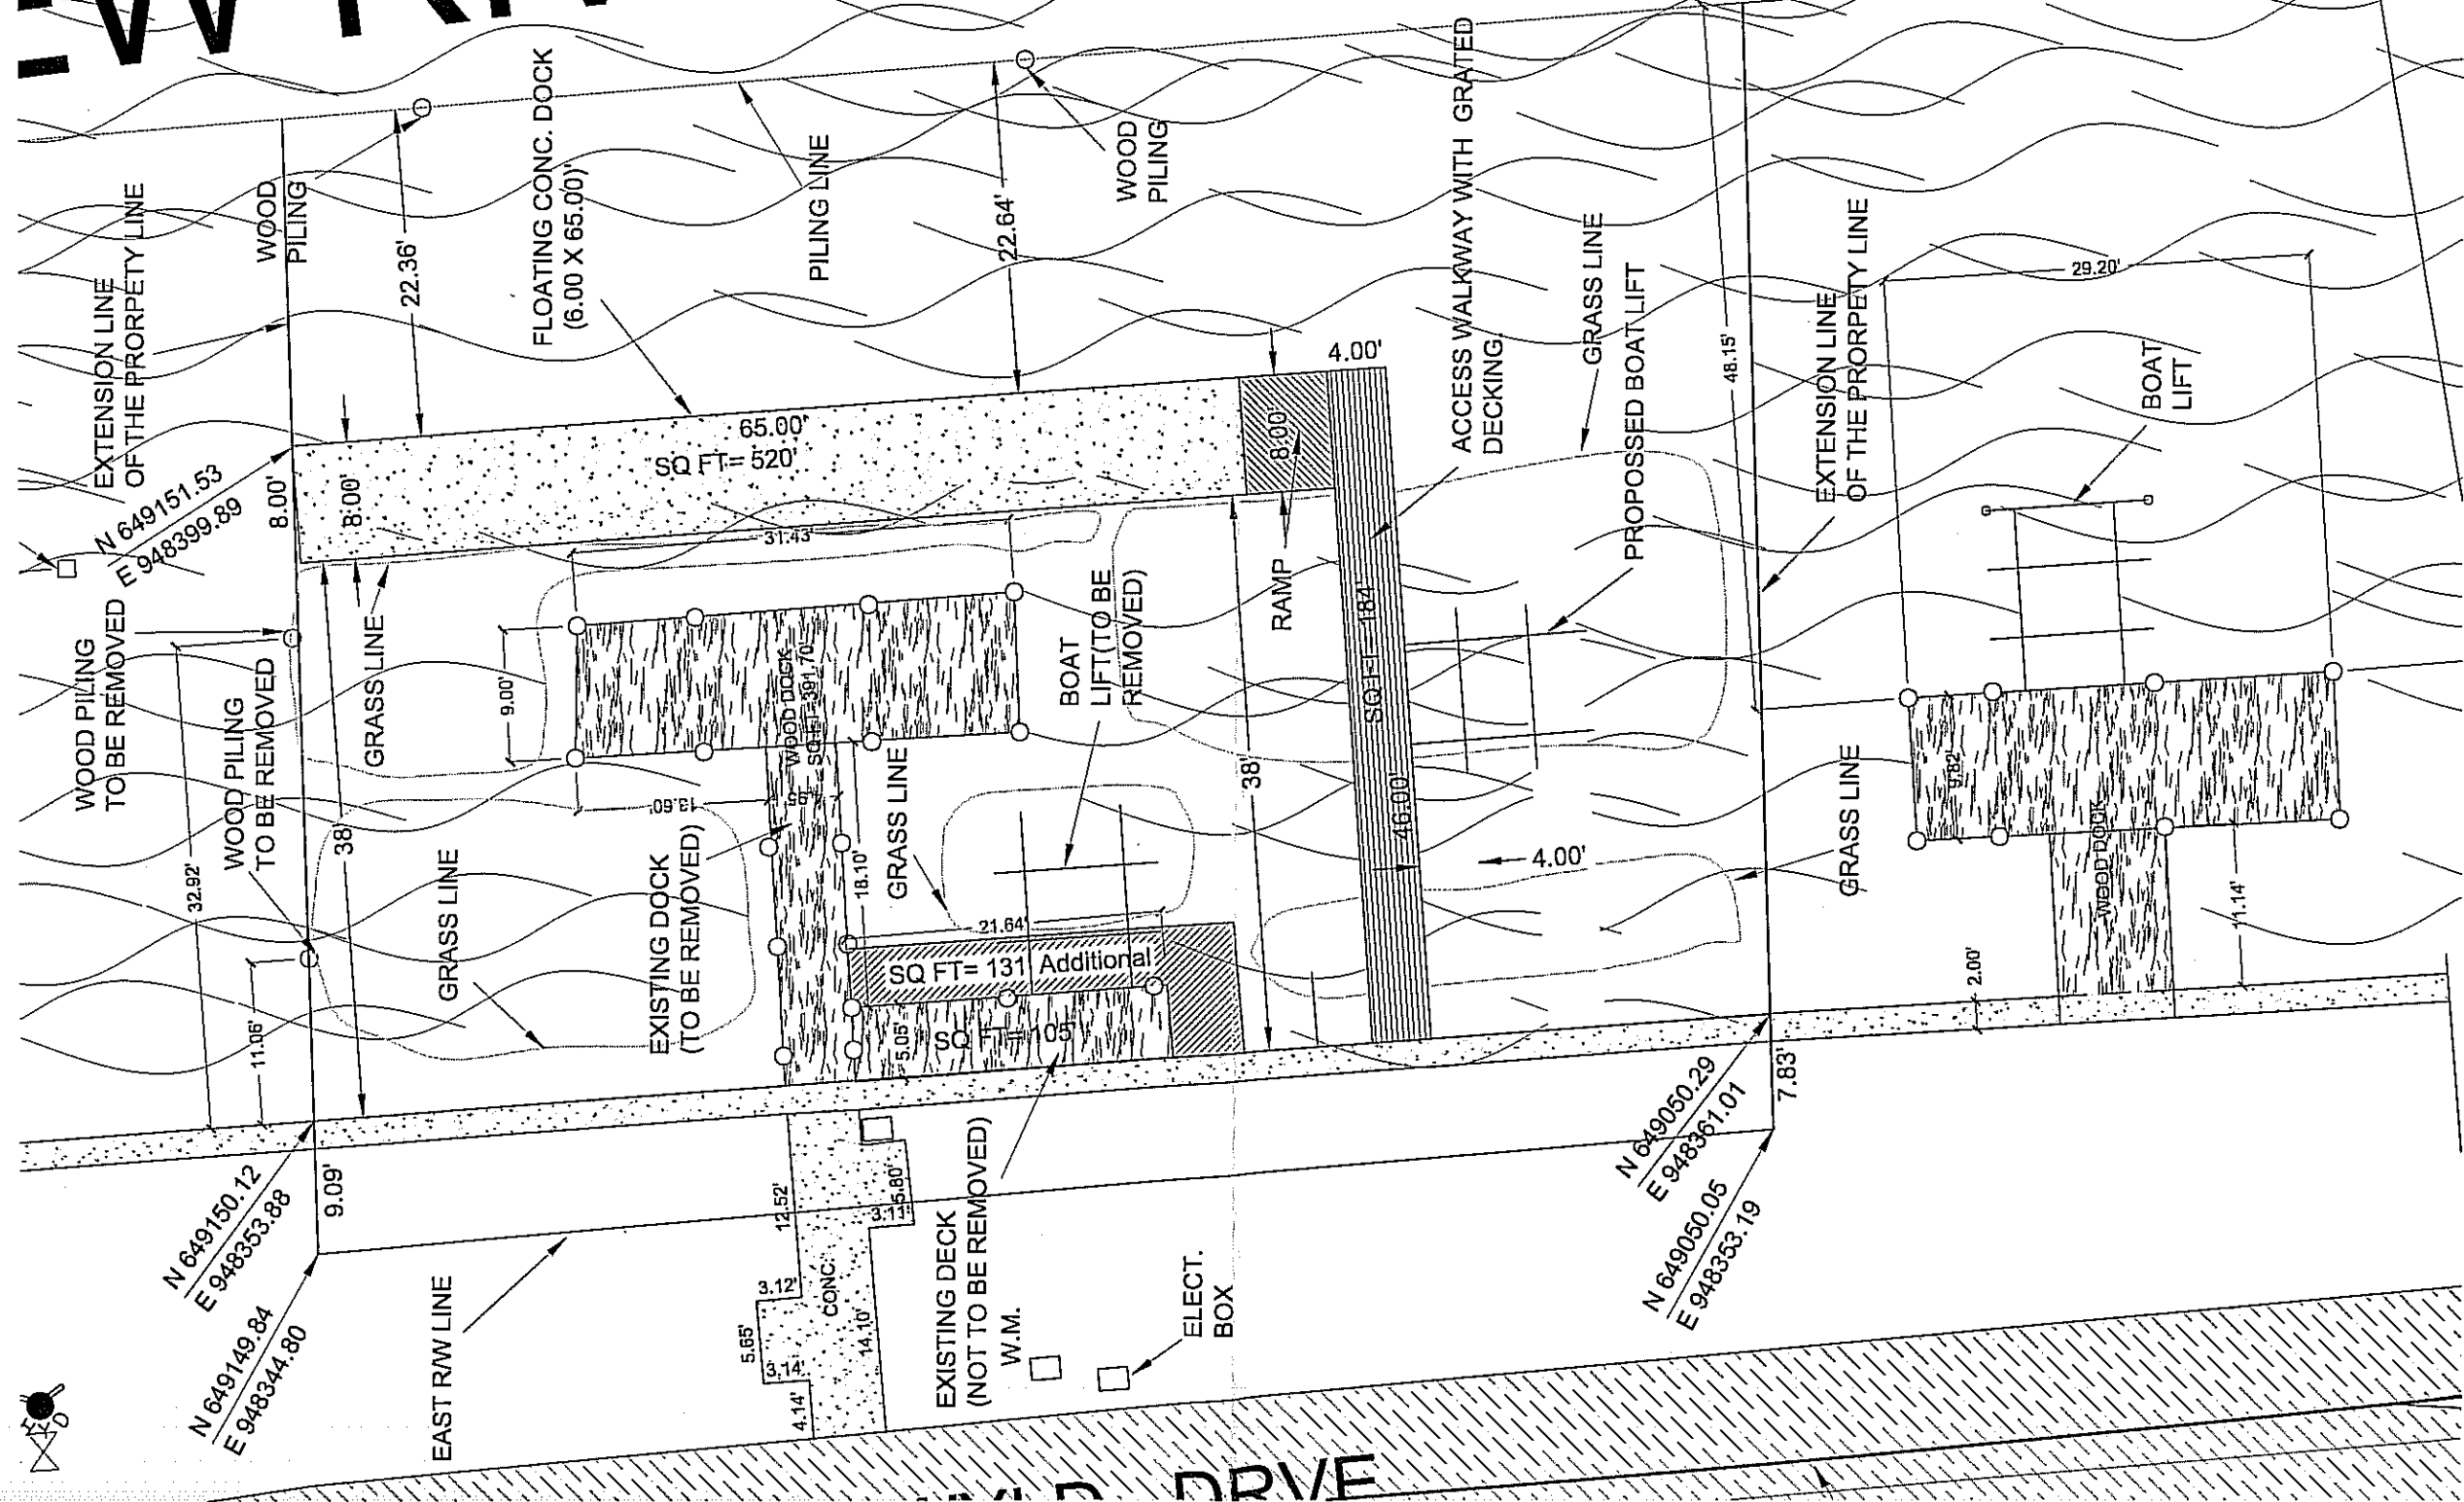 EXTENSION LINE
OF THE PRORPETY LINE
WOOD
PILING
22.36'
FLOATING CONC. DOCK
(6.00 X 65.00)'
PILING LINE
22.64'
WOOD
PILING
ACCESS WALKWAY WITH GRATED
DECKING.
GRASS LINE
PROPOSSED BOAT LIFT
48.15'
EXTENSION LINE
OF THE PRORPETY LINE
29.20'
BOAT
LIFT
N 649151.53
E 948399.89
8.00'
8.00'
65.00'
SQ FT= 520'
8.00'
4.00'
RAMP
31.43'
WOOD PILING
TO BE REMOVED
WOOD PILING
TO BE REMOVED
GRASS LINE
9.00'
WOOD DOCK
SQ FT=391.70'
BOAT
LIFT(TO BE
REMOVED)
38'
SQ FT= 184'
46.00'
4.00'
32.92'
11.06'
38'
GRASS LINE
13.60'
4.95'
EXISTING DOCK
(TO BE REMOVED)
18.10'
GRASS LINE
21.64'
SQ FT= 131 Additional
SQ FT= 105'
5.05'
GRASS LINE
9.82'
WOOD DOCK
11.14'
2.00'
N 649150.12
E 948353.88
9.09'
N 649149.84
E 948344.80
EAST R/W LINE
12.52'
5.80'
3.11'
3.12'
5.65'
3.14'
4.14'
14.10'
CONC.
EXISTING DECK
(NOT TO BE REMOVED)
W.M.
ELECT.
BOX
N 649050.29
E 948361.01
7.83'
N 649050.05
E 948353.19
DRVE